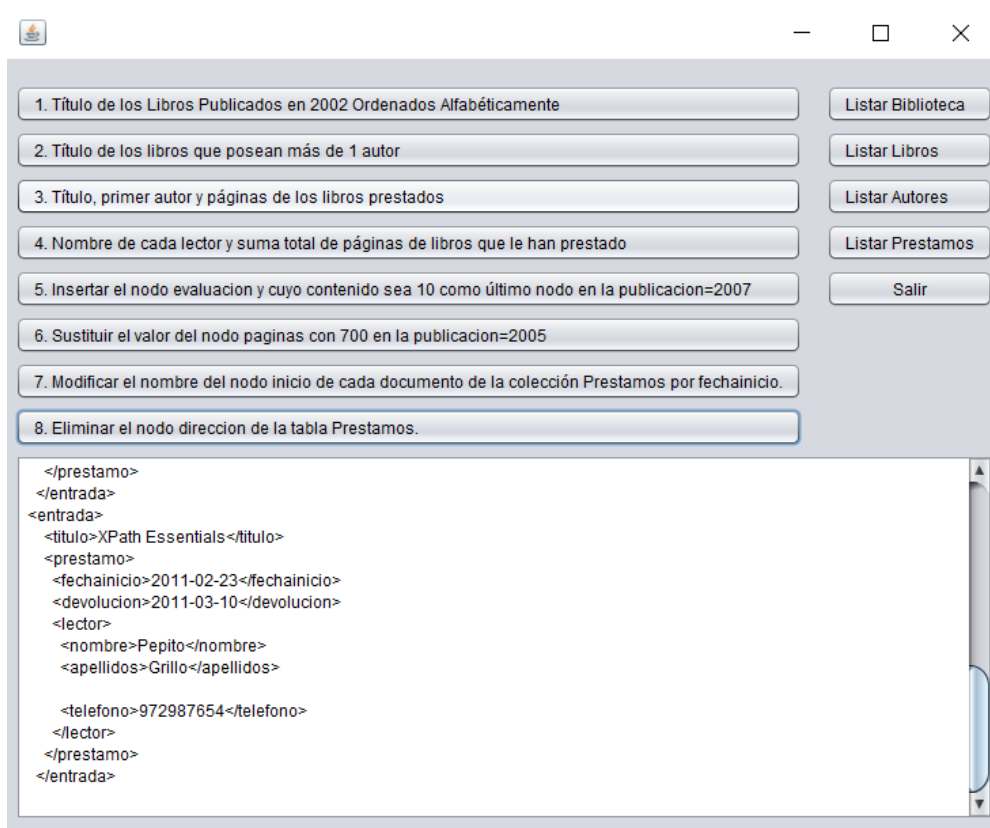 1. Título de los Libros Publicados en 2002 Ordenados Alfabéticamente
2. Título de los libros que posean más de 1 autor
3. Título, primer autor y páginas de los libros prestados
4. Nombre de cada lector y suma total de páginas de libros que le han prestado
5. Insertar el nodo evaluacion y cuyo contenido sea 10 como último nodo en la publicacion=2007
6. Sustituir el valor del nodo paginas con 700 en la publicacion=2005
7. Modificar el nombre del nodo inicio de cada documento de la colección Prestamos por fechainicio.
8. Eliminar el nodo direccion de la tabla Prestamos.
Listar Biblioteca
Listar Libros
Listar Autores
Listar Prestamos
Salir
</prestamo>
</entrada>
<entrada>
<titulo>XPath Essentials</titulo>
<prestamo>
<fechainicio>2011-02-23</fechainicio>
<devolucion>2011-03-10</devolucion>
<lector>
<nombre>Pepito</nombre>
<apellidos>Grillo</apellidos>
<telefono>972987654</telefono>
</lector>
</prestamo>
</entrada>